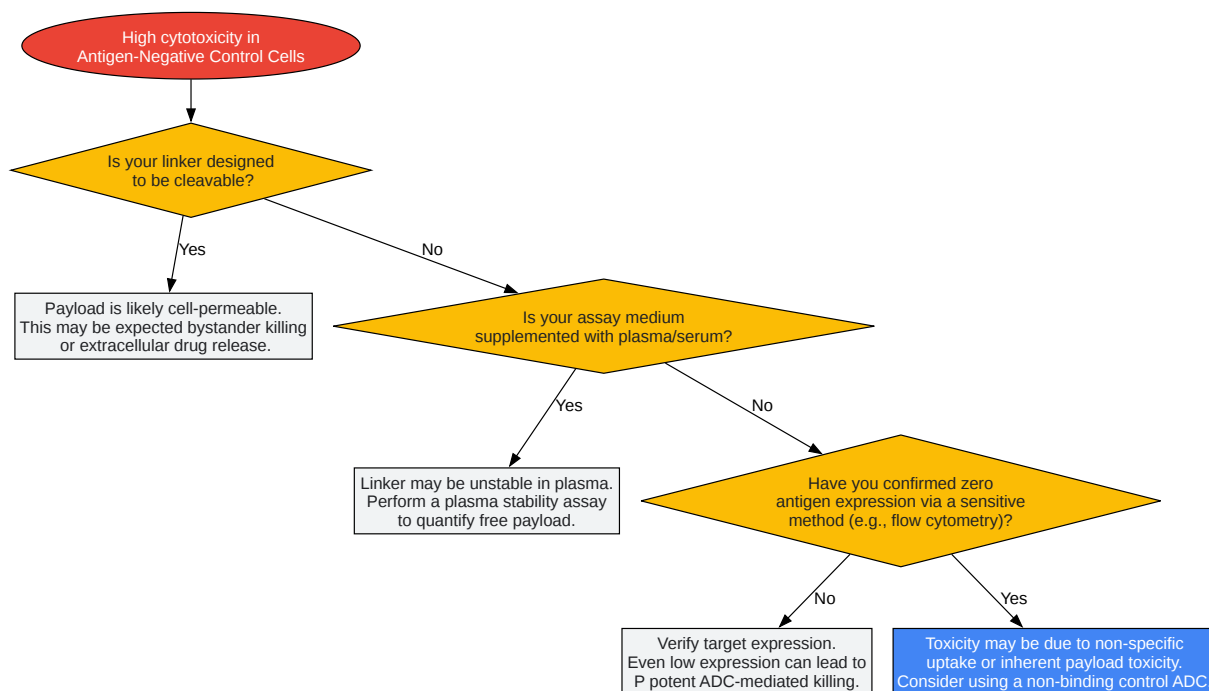 High cytotoxicity in
Antigen-Negative Control Cells
Is your linker designed
to be cleavable?
Yes
No
Payload is likely cell-permeable.
This may be expected bystander killing
or extracellular drug release.
Is your assay medium
supplemented with plasma/serum?
Yes
No
Linker may be unstable in plasma.
Perform a plasma stability assay
to quantify free payload.
Have you confirmed zero
antigen expression via a sensitive
method (e.g., flow cytometry)?
No
Yes
Verify target expression.
Even low expression can lead to
P potent ADC-mediated killing.
Toxicity may be due to non-specific
uptake or inherent payload toxicity.
Consider using a non-binding control ADC.